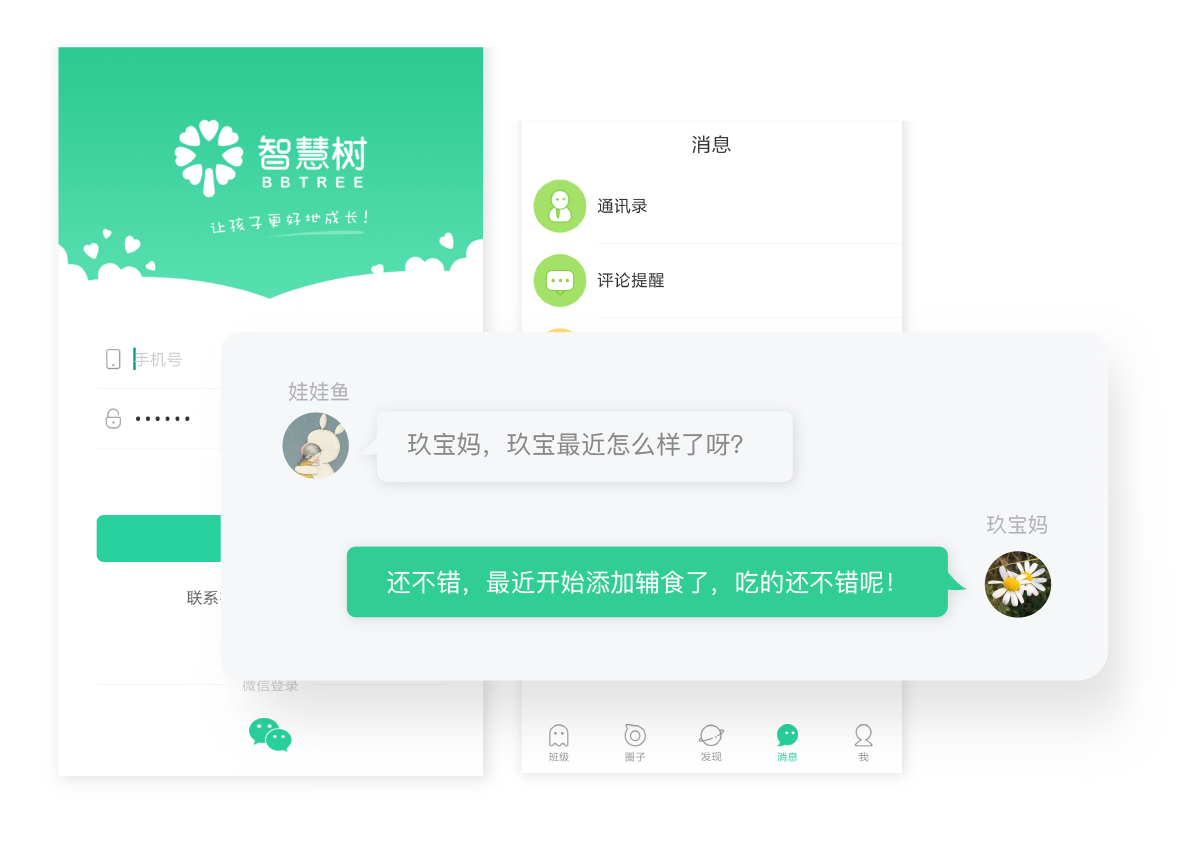 智慧树
BBTREE
让孩子更好地成长!
手机号
••••••
联系
微信登录
消息
通讯录
评论提醒
娃娃鱼
玖宝妈，玖宝最近怎么样了呀?
玖宝妈
还不错，最近开始添加辅食了，吃的还不错呢！
班级
圈子
发现
消息
我